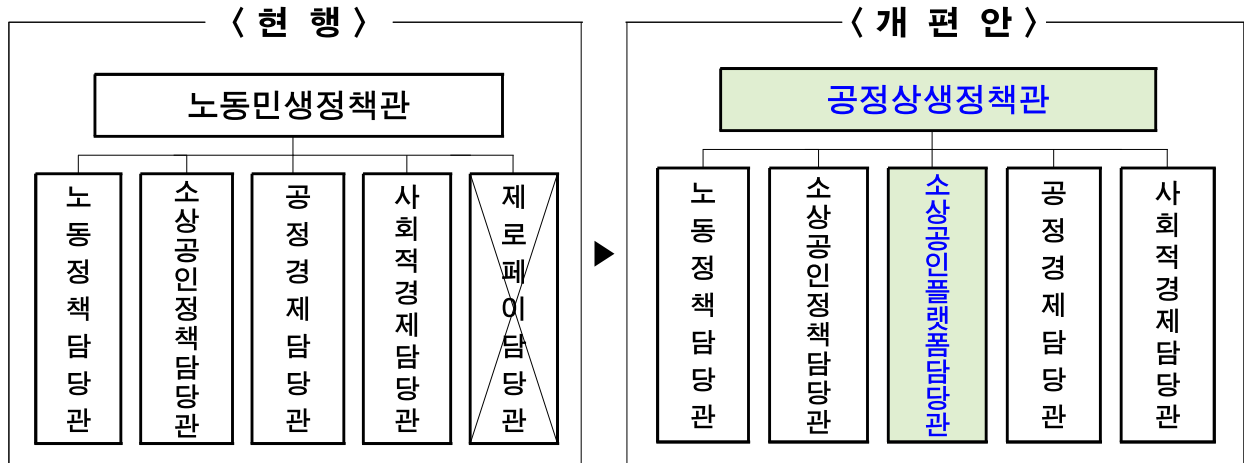 〈 현 행 〉
노동민생정책관
노동정책담당관
소상공인정책담당관
공정경제담당관
사회적경제담당관
제로페이담당관
▶
〈 개 편 안 〉
공정상생정책관
노동정책담당관
소상공인정책담당관
소상공인플랫폼담당관
공정경제담당관
사회적경제담당관